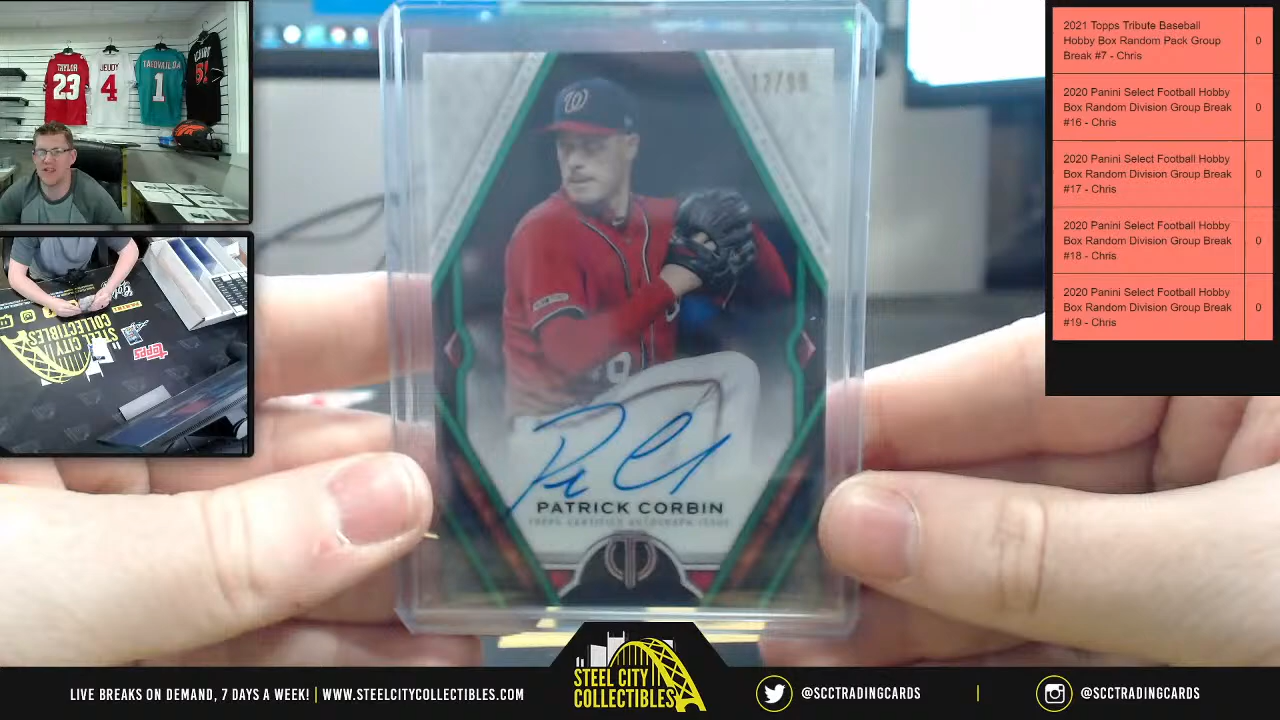 TAYLOR
23
JEUDY
4
TAGOVAILOA
1
2021 Topps Tribute Baseball
Hobby Box Random Pack Group
Break #7 - Chris
0
2020 Panini Select Football Hobby
Box Random Division Group Break
#16 - Chris
0
2020 Panini Select Football Hobby
Box Random Division Group Break
#17 - Chris
0
2020 Panini Select Football Hobby
Box Random Division Group Break
#18 - Chris
0
2020 Panini Select Football Hobby
Box Random Division Group Break
#19 - Chris
0
W
9
PATRICK CORBIN
TOPPS CERTIFIED AUTOGRAPH ISSUE
CITY
COLLECTIBLES
topps
LIVE BREAKS ON DEMAND, 7 DAYS A WEEK! | WWW.STEELCITYCOLLECTIBLES.COM
STEEL CITY
COLLECTIBLES
@SCCTRADINGCARDS
@SCCTRADINGCARDS